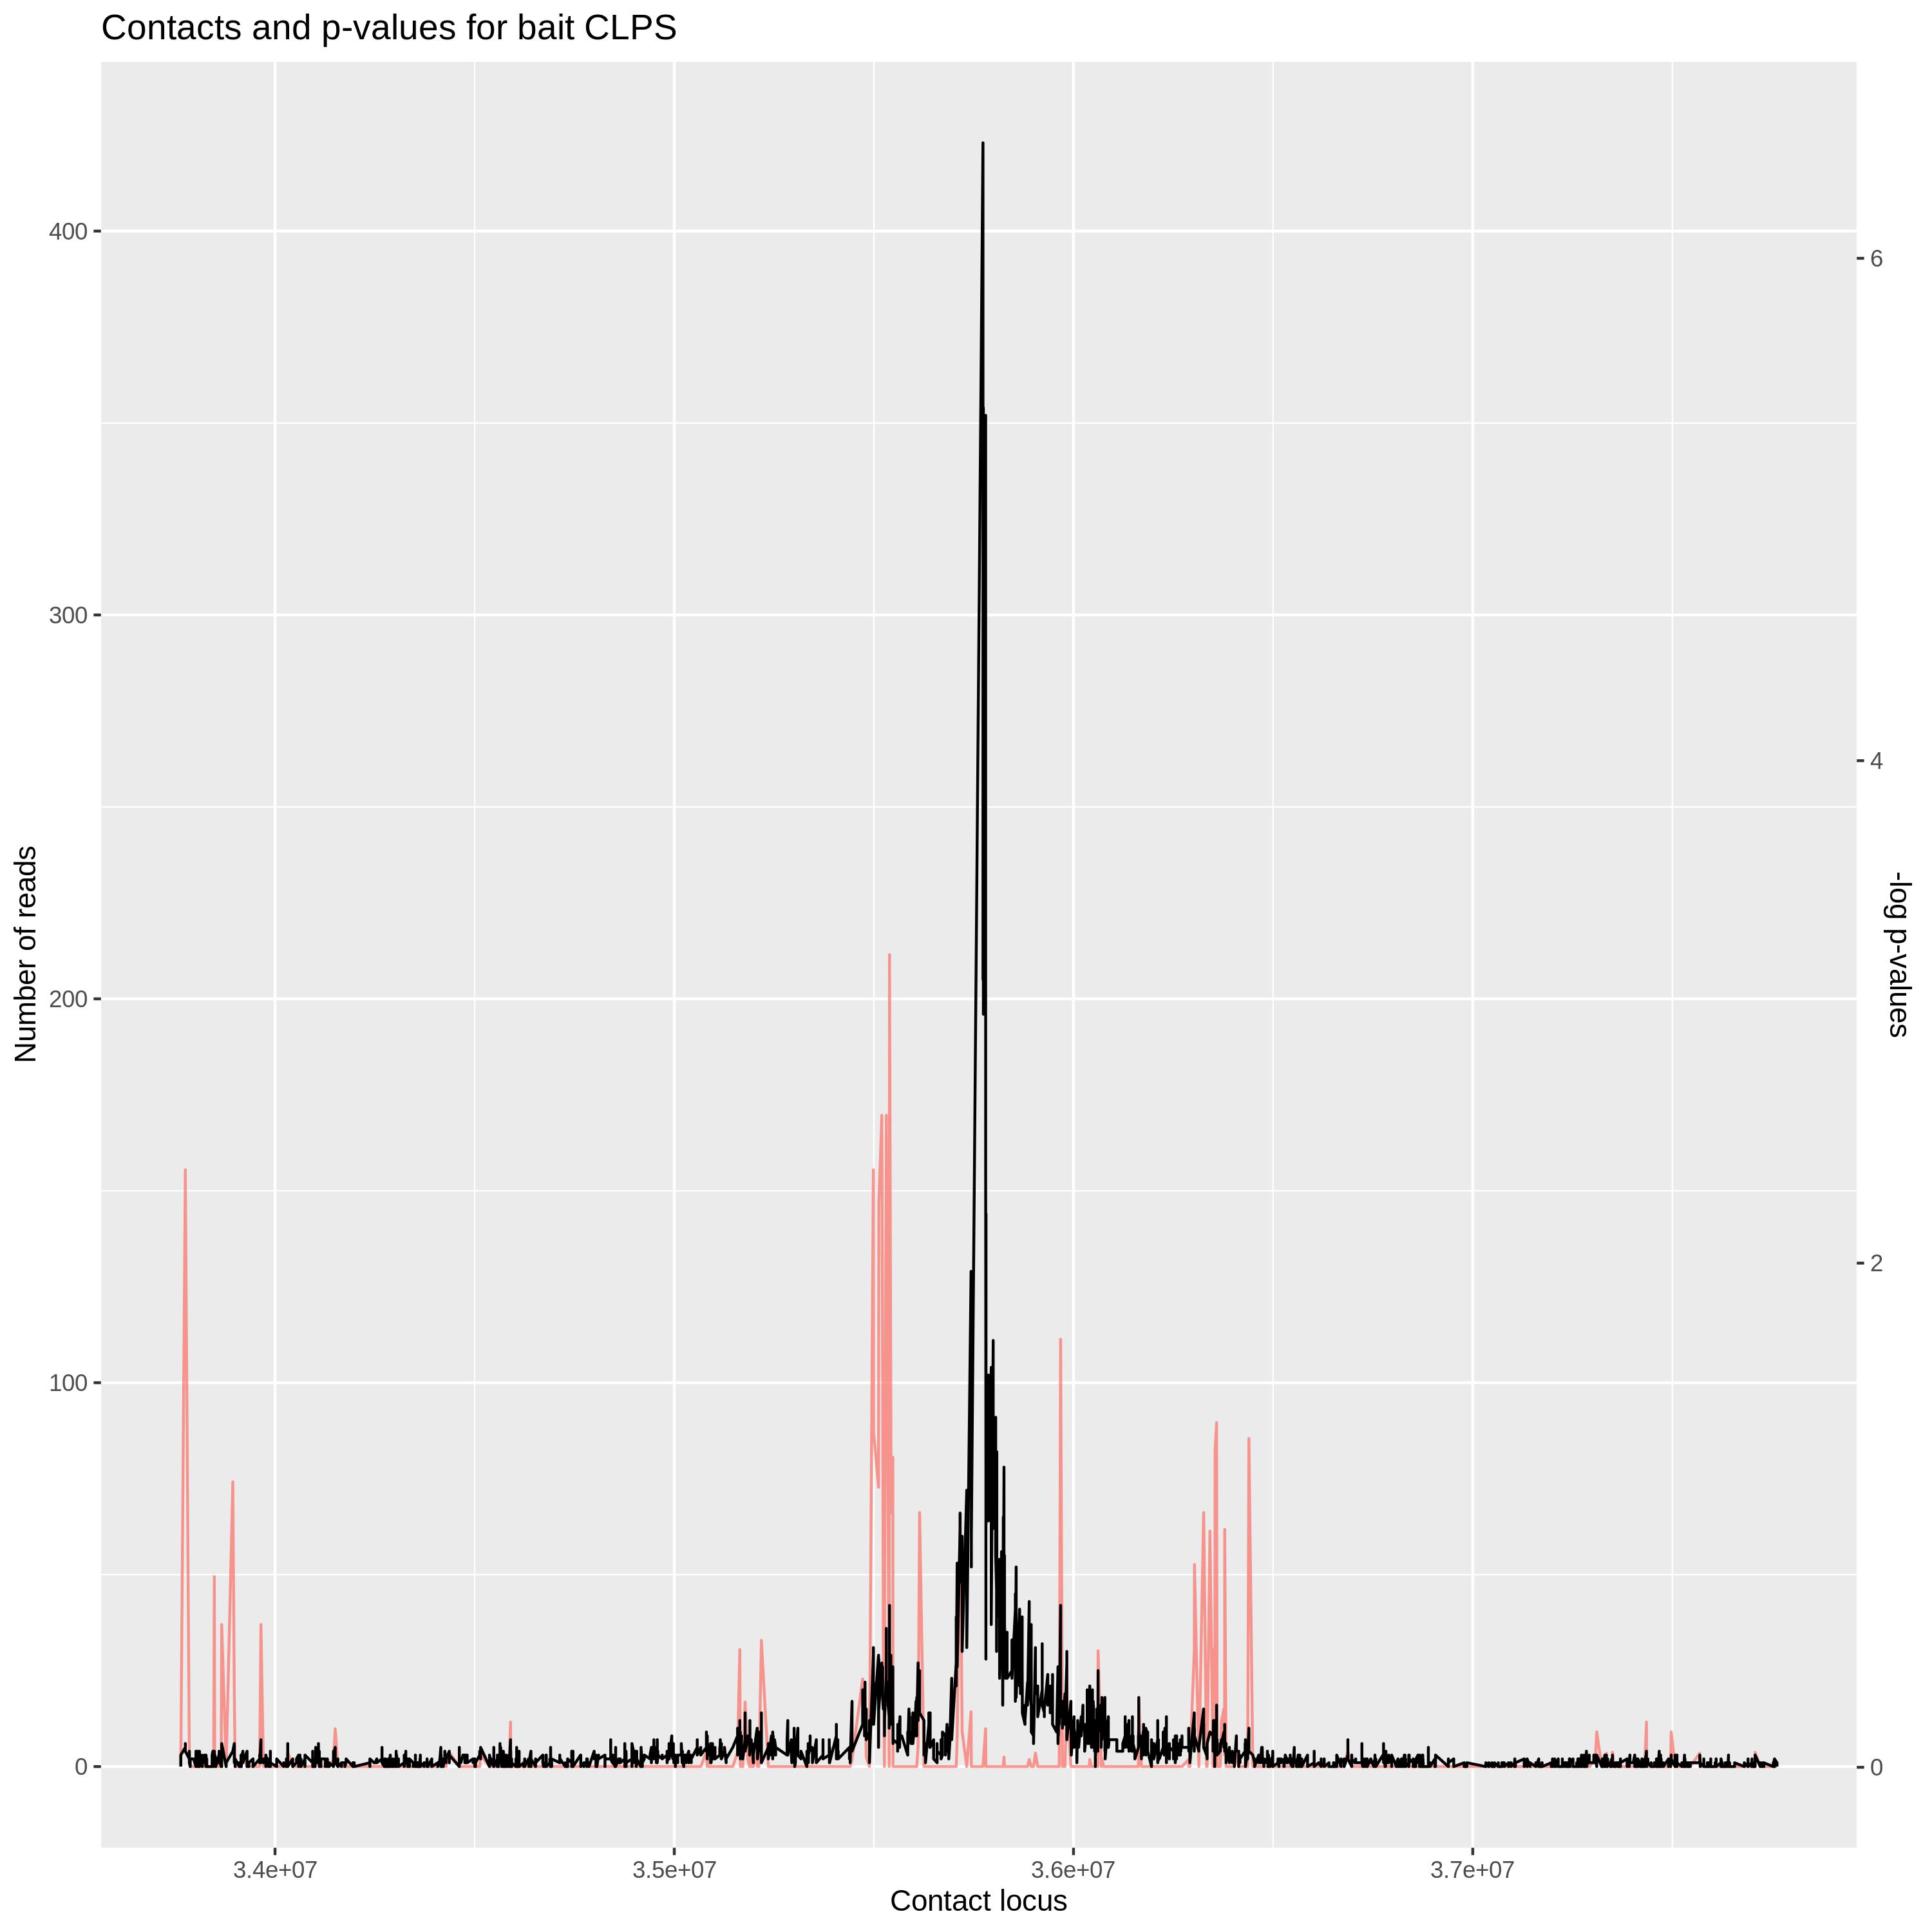 Contacts and p-values for bait CLPS
400
300
200
100
0
Number of reads
6
4
2
0
-log p-values
3.4e+07
3.5e+07
3.6e+07
3.7e+07
Contact locus